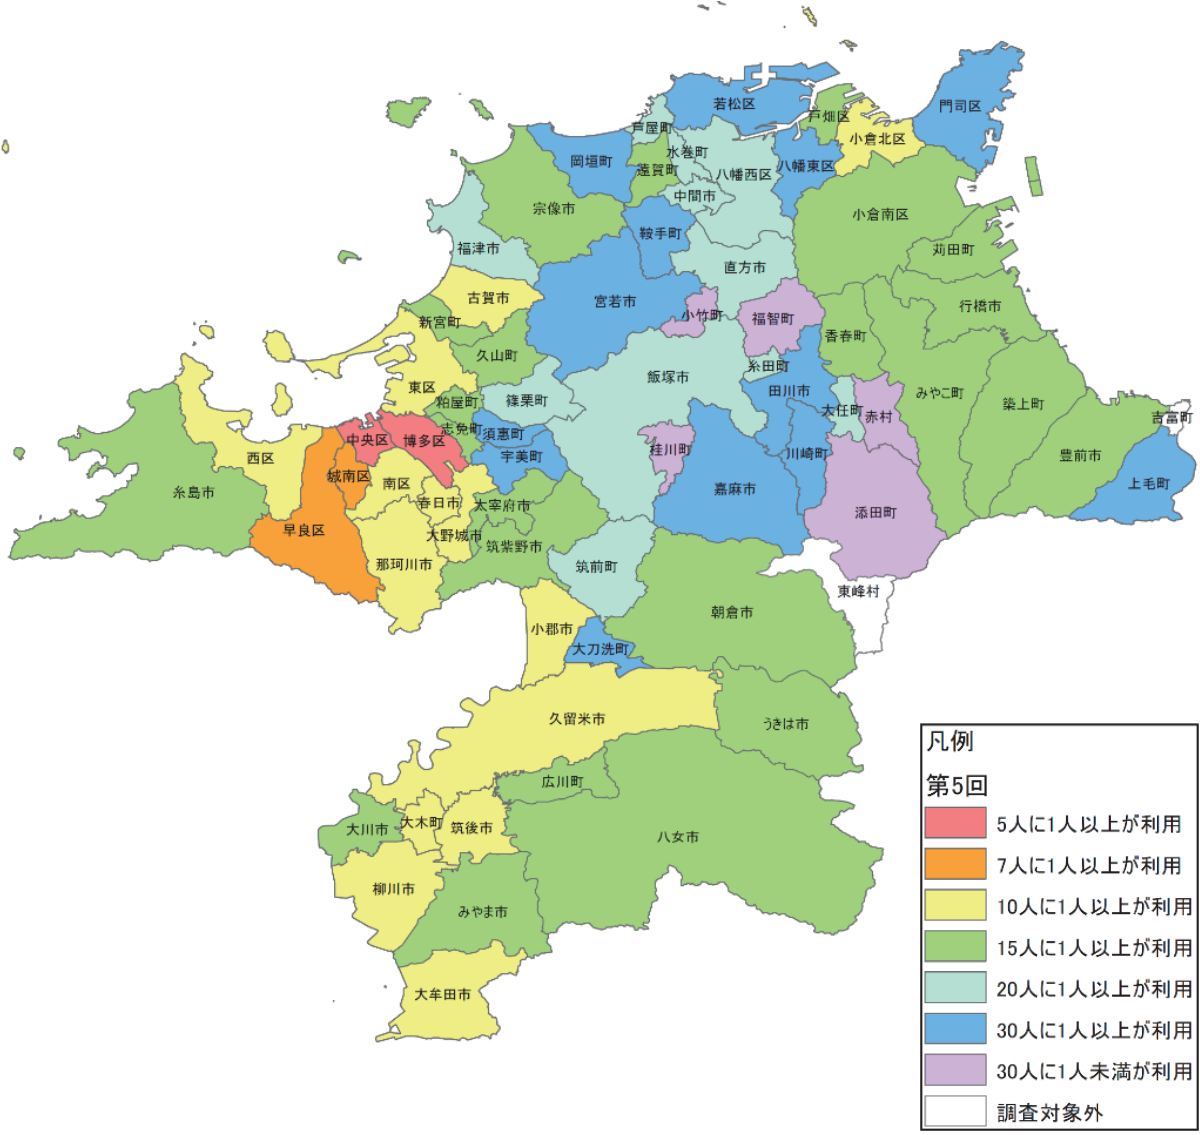 若松区
門司区
戸畑区
芦屋町
小倉北区
水巻町
岡垣町
遠賀町
八幡西区
八幡東区
中間市
宗像市
小倉南区
鞍手町
福津市
苅田町
直方市
古賀市
宮若市
行橋市
小竹町
福智町
新宮町
香春町
久山町
糸田町
飯塚市
東区
田川市
みやこ町
粕屋町
篠栗町
大任町
赤村
築上町
吉富町
志免町
須恵町
中央区
博多区
桂川町
川崎町
豊前市
宇美町
西区
城南区
南区
上毛町
嘉麻市
糸島市
春日市
太宰府市
添田町
早良区
大野城市
筑紫野市
那珂川市
筑前町
東峰村
朝倉市
小郡市
大刀洗町
久留米市
うきは市
広川町
大川市
大木町
筑後市
八女市
柳川市
みやま市
大牟田市
凡例
第5回
5人に1人以上が利用
7人に1人以上が利用
10人に1人以上が利用
15人に1人以上が利用
20人に1人以上が利用
30人に1人以上が利用
30人に1人未満が利用
調査対象外